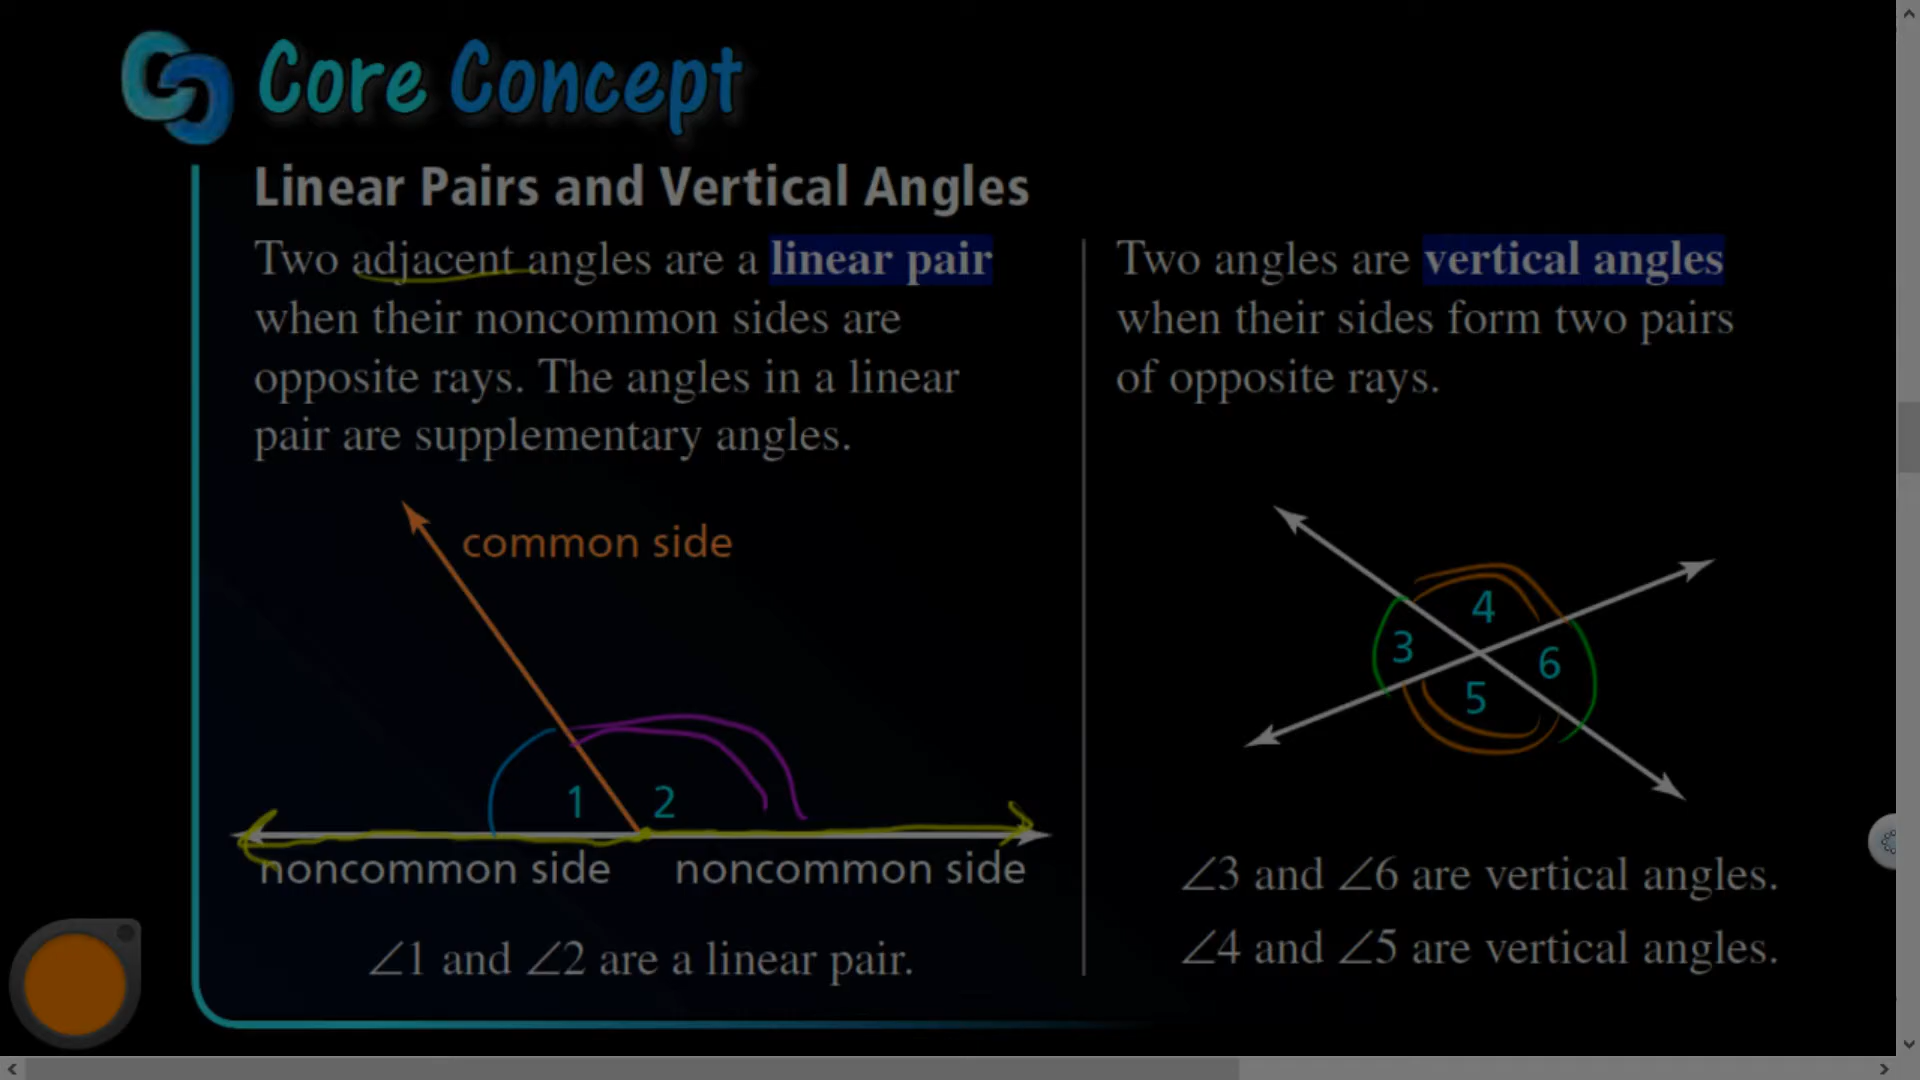 Core Concept
Linear Pairs and Vertical Angles
Two adjacent angles are a linear pair
when their noncommon sides are
opposite rays. The angles in a linear
pair are supplementary angles.
common side
1 2
noncommon side noncommon side
∠1 and ∠2 are a linear pair.
Two angles are vertical angles
when their sides form two pairs
of opposite rays.
4
3 6
5
∠3 and ∠6 are vertical angles.
∠4 and ∠5 are vertical angles.